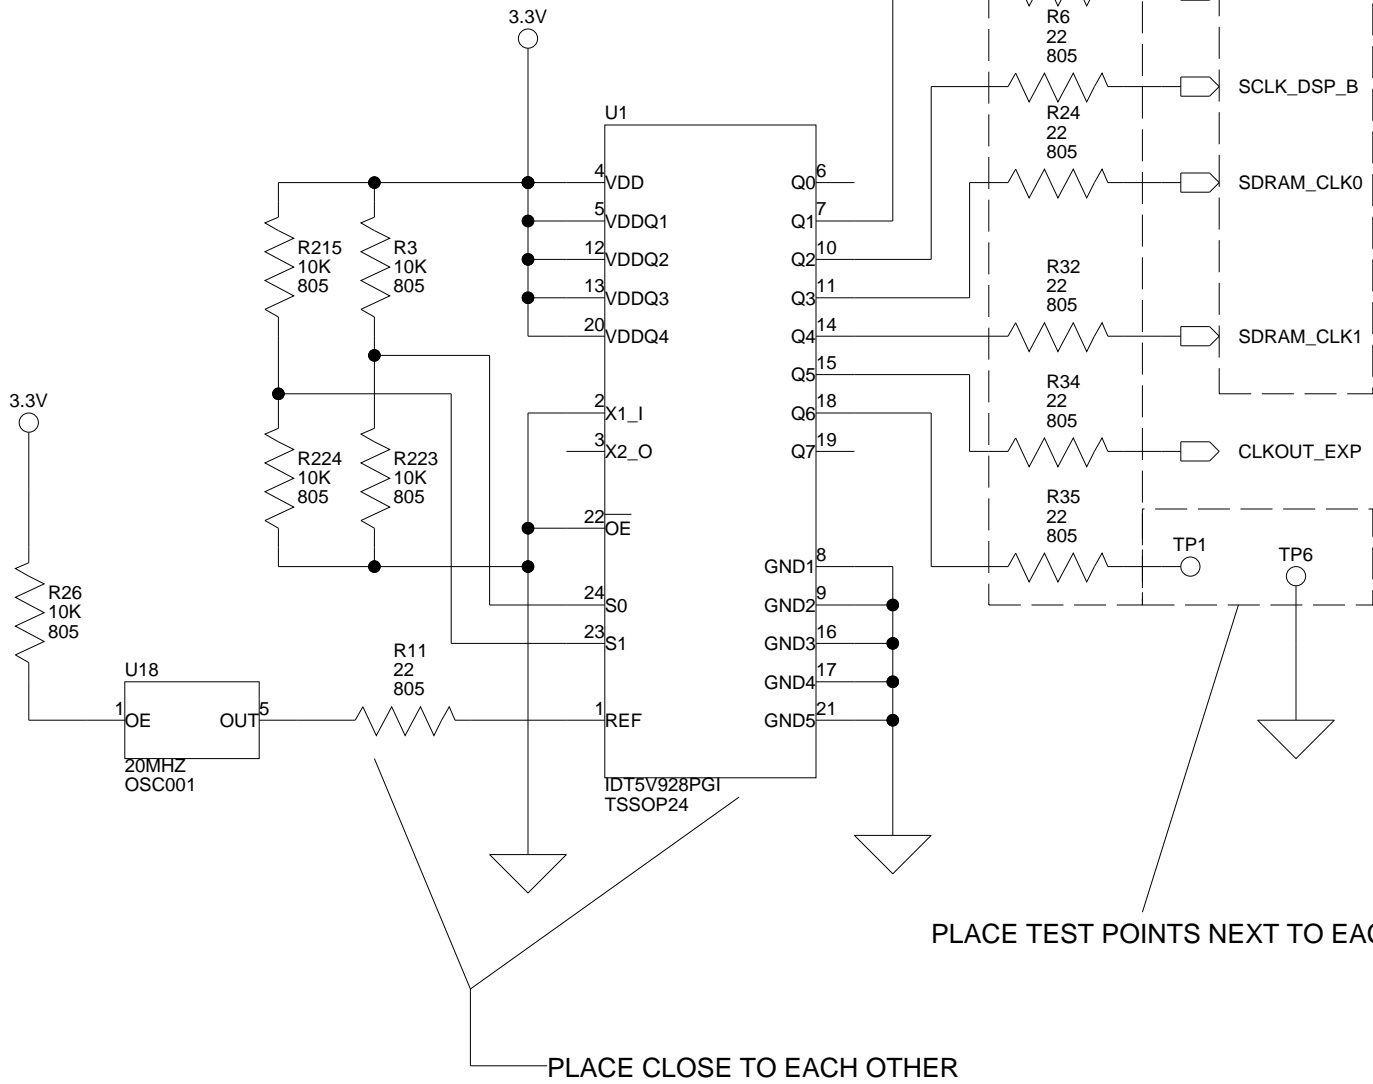 3.3V
R6
22
805
SCLK_DSP_B
R24
22
805
SDRAM_CLK0
U1
4
VDD
5
VDDQ1
12
VDDQ2
13
VDDQ3
20
VDDQ4
2
X1_I
3
X2_O
22
OE
24
S0
23
S1
1
REF
Q0
6
Q1
7
Q2
10
Q3
11
Q4
14
Q5
15
Q6
18
Q7
19
GND1
8
GND2
9
GND3
16
GND4
17
GND5
21
IDT5V928PGI
TSSOP24
R215
10K
805
R3
10K
805
R224
10K
805
R223
10K
805
3.3V
R26
10K
805
U18
1
OE
OUT
5
20MHZ
OSC001
R11
22
805
R32
22
805
SDRAM_CLK1
R34
22
805
CLKOUT_EXP
R35
22
805
TP1
TP6
PLACE TEST POINTS NEXT TO
PLACE CLOSE TO EACH OTHER